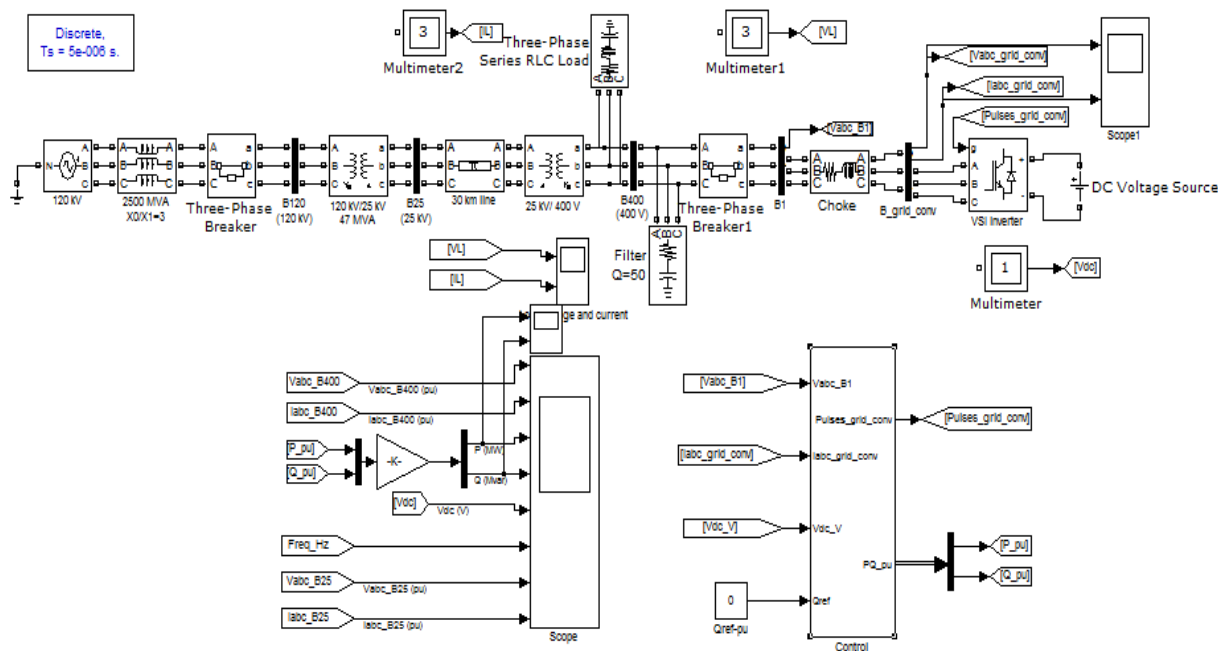 Discrete,
Ts = 5e-006 s.
3
Multimeter2
[IL]
Three-Phase
Series RLC Load
A B C
3
Multimeter1
[VL]
[Vabc_grid_conv]
[Iabc_grid_conv]
[Pulses_grid_conv]
Scope1
[Vabc_B1]
N
A
B
C
120 kV
A
B
C
A
B
C
2500 MVA
X0/X1=3
A
B
C
a
b
c
Three-Phase
Breaker
B120
(120 kV)
A
B
C
a
b
c
120 kV/25 kV
47 MVA
B25
(25 kV)
A
B
C
A
B
C
30 km line
A
B
C
a
b
c
25 kV/ 400 V
B400
(400 V)
A
B
C
a
b
c
Three-Phase
Breaker1
B1
A
B
C
A
B
C
Choke
B_grid_conv
g
A
B
C
+
-
VSI Inverter
DC Voltage Source
A B C
Filter
Q=50
1
Multimeter
[Vdc]
[VL]
[IL]
ge and current
Vabc_B400
Vabc_B400 (pu)
Iabc_B400
Iabc_B400 (pu)
[P_pu]
[Q_pu]
-K-
P (MW)
Q (Mvar)
[Vdc]
Vdc (V)
Freq_Hz
Vabc_B25
Vabc_B25 (pu)
Iabc_B25
Iabc_B25 (pu)
Scope
[Vabc_B1]
Vabc_B1
Pulses_grid_conv
[Pulses_grid_conv]
[Iabc_grid_conv]
Iabc_grid_conv
[Vdc_V]
Vdc_V
PQ_pu
[P_pu]
[Q_pu]
0
Qref-pu
Qref
Control